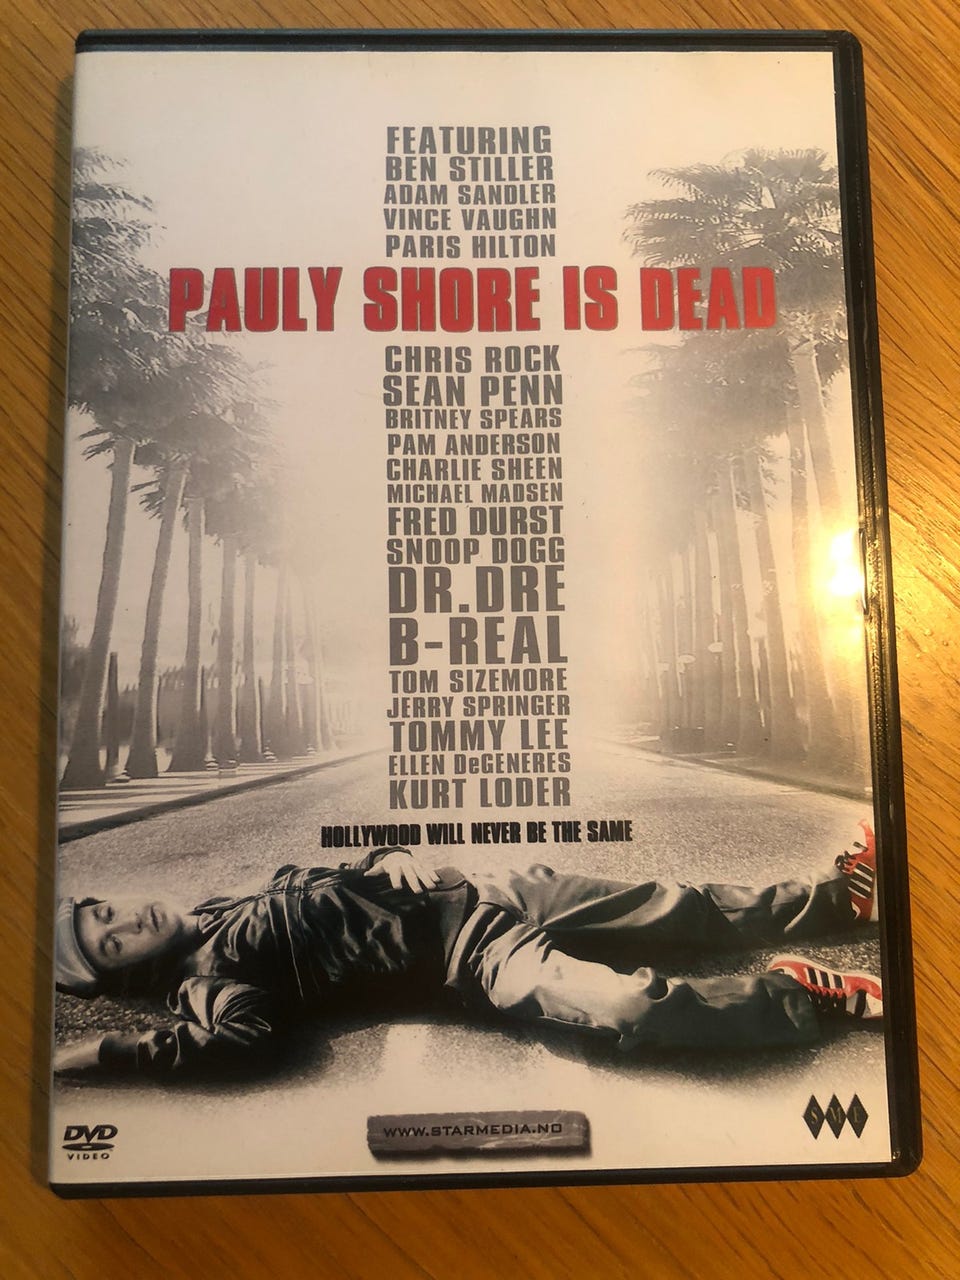 FEATURING
BEN STILLER
ADAM SANDLER
VINCE VAUGHN
PARIS HILTON
PAULY SHORE IS DEAD
CHRIS ROCK
SEAN PENN
BRITNEY SPEARS
PAM ANDERSON
CHARLIE SHEEN
MICHAEL MADSEN
FRED DURST
SNOOP DOGG
DR.DRE
B-REAL
TOM SIZEMORE
JERRY SPRINGER
TOMMY LEE
ELLEN DeGENERES
KURT LODER
HOLLYWOOD WILL NEVER BE THE SAME
DVD
VIDEO
WWW.STARMEDIA.NO
SME